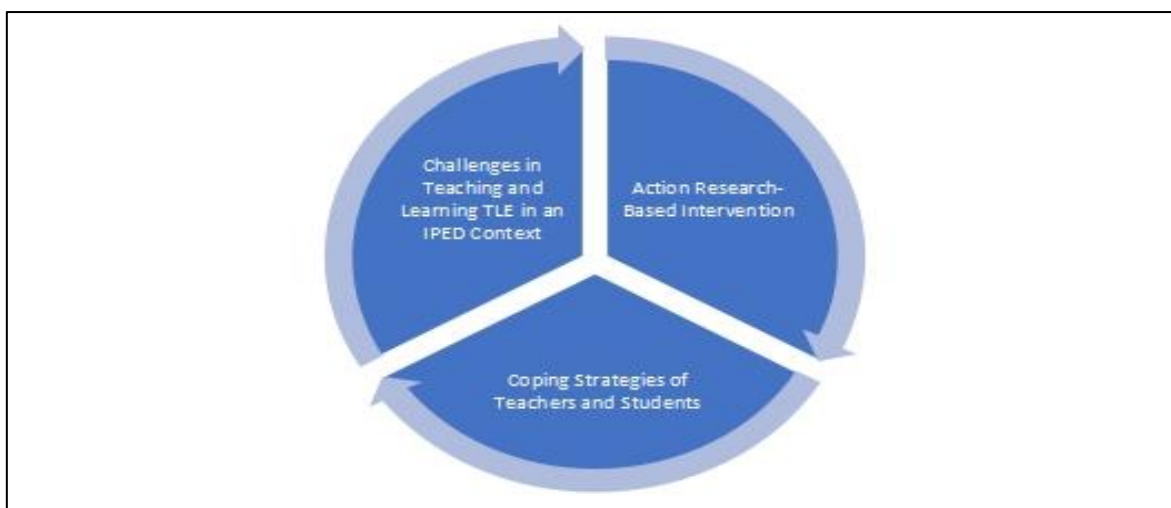 Challenges in
Teaching and
Learning TLE in an
IPED Context
Action Research-
Based Intervention
Coping Strategies of
Teachers and Students